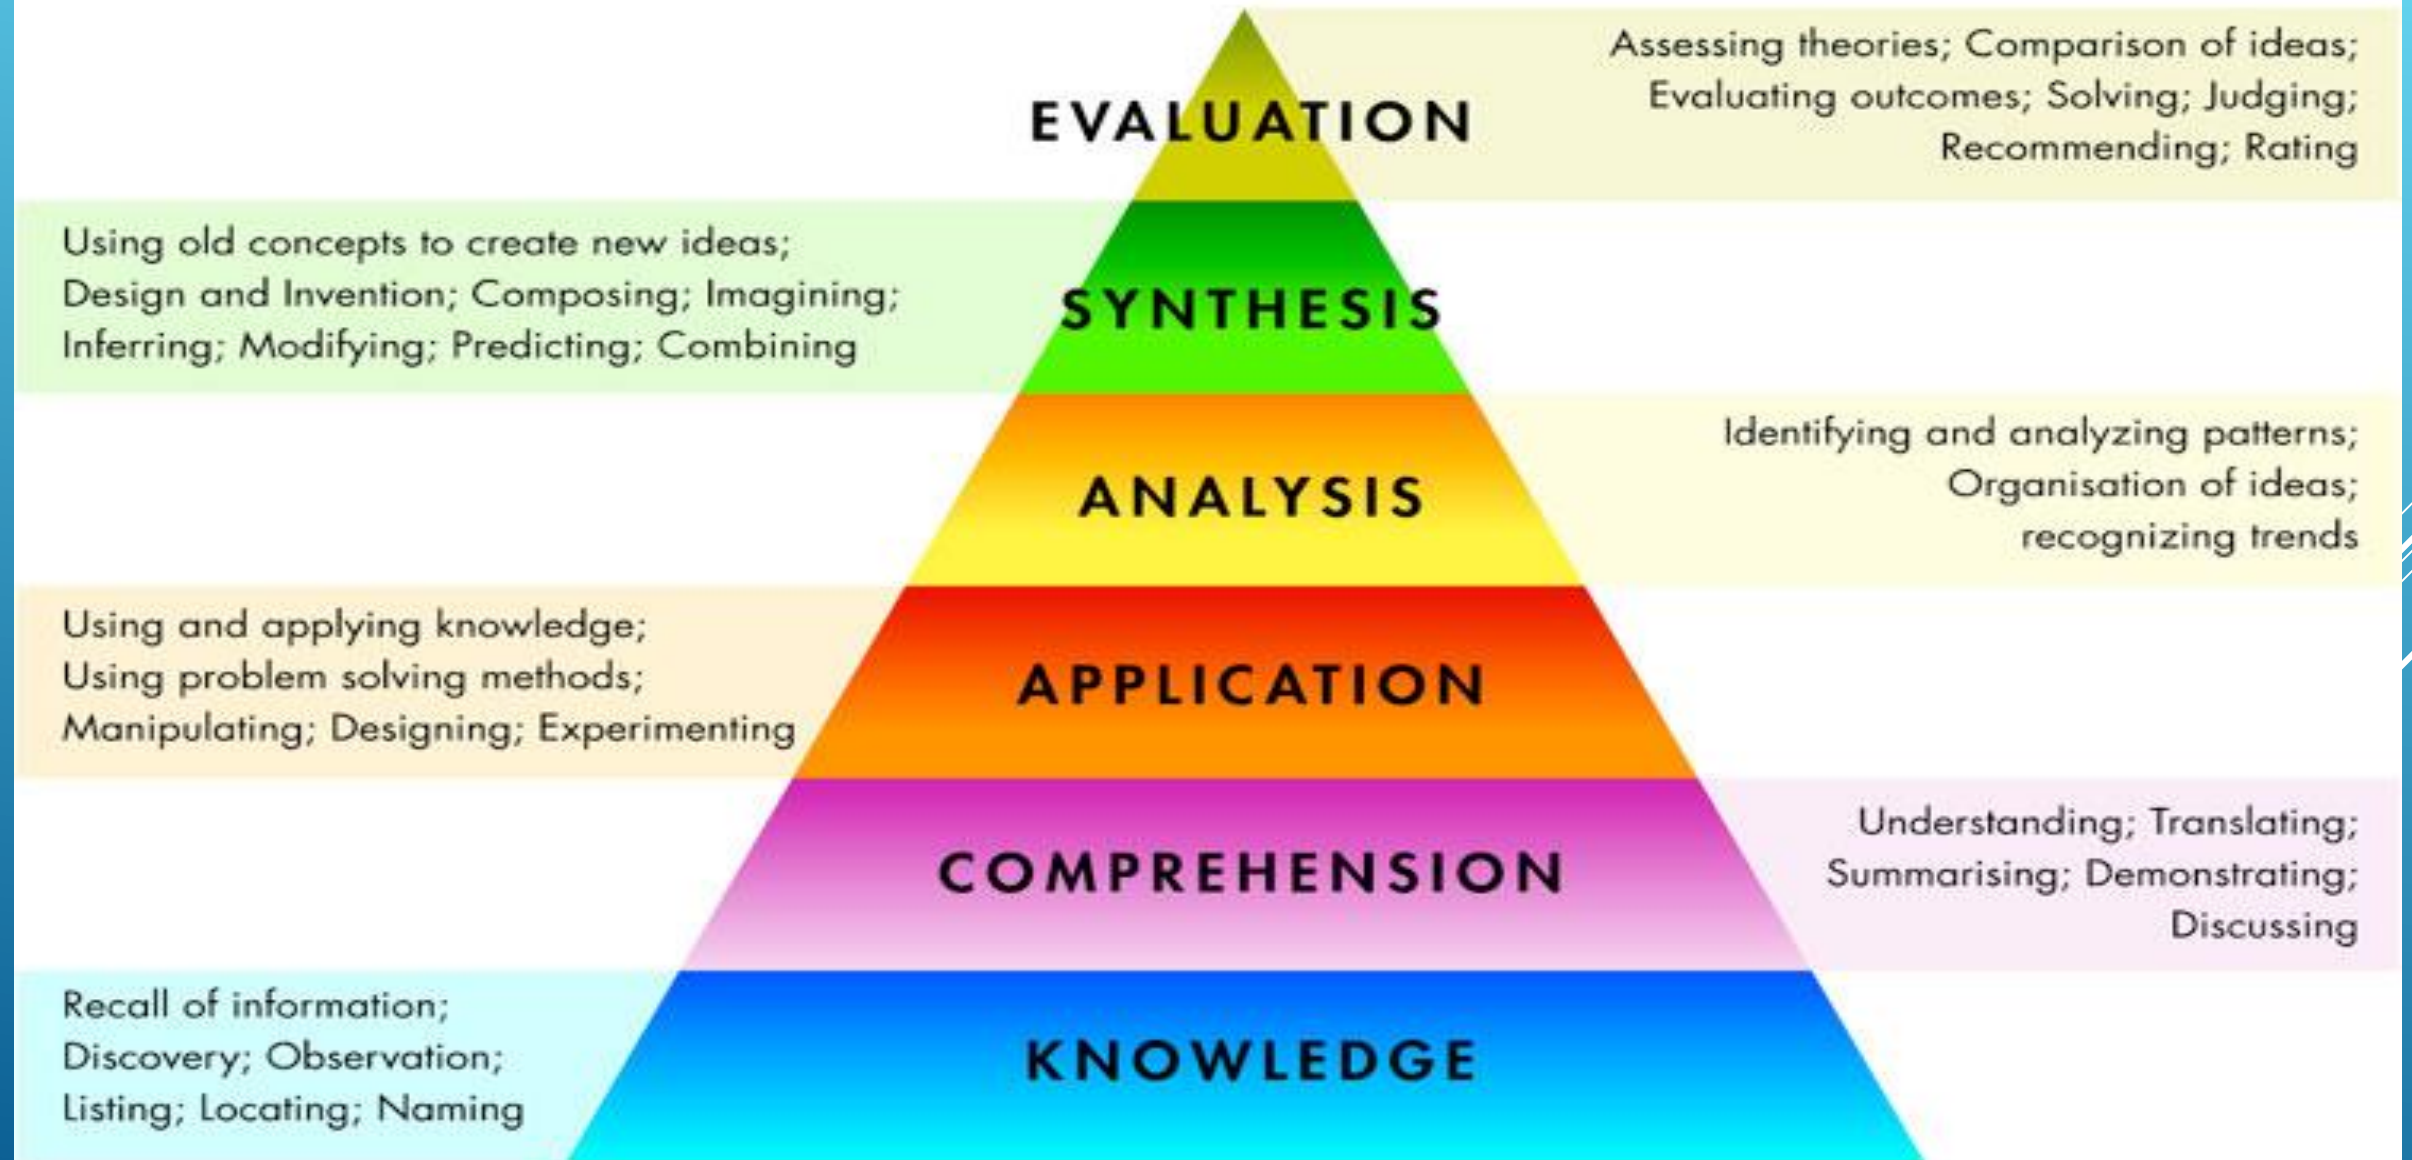 EVALUATION
Assessing theories; Comparison of ideas;
Evaluating outcomes; Solving; Judging;
Recommending; Rating
Using old concepts to create new ideas;
Design and Invention; Composing; Imagining;
Inferring; Modifying; Predicting; Combining
SYNTHESIS
ANALYSIS
Identifying and analyzing patterns;
Organisation of ideas;
recognizing trends
Using and applying knowledge;
Using problem solving methods;
Manipulating; Designing; Experimenting
APPLICATION
COMPREHENSION
Understanding; Translating;
Summarising; Demonstrating;
Discussing
Recall of information;
Discovery; Observation;
Listing; Locating; Naming
KNOWLEDGE